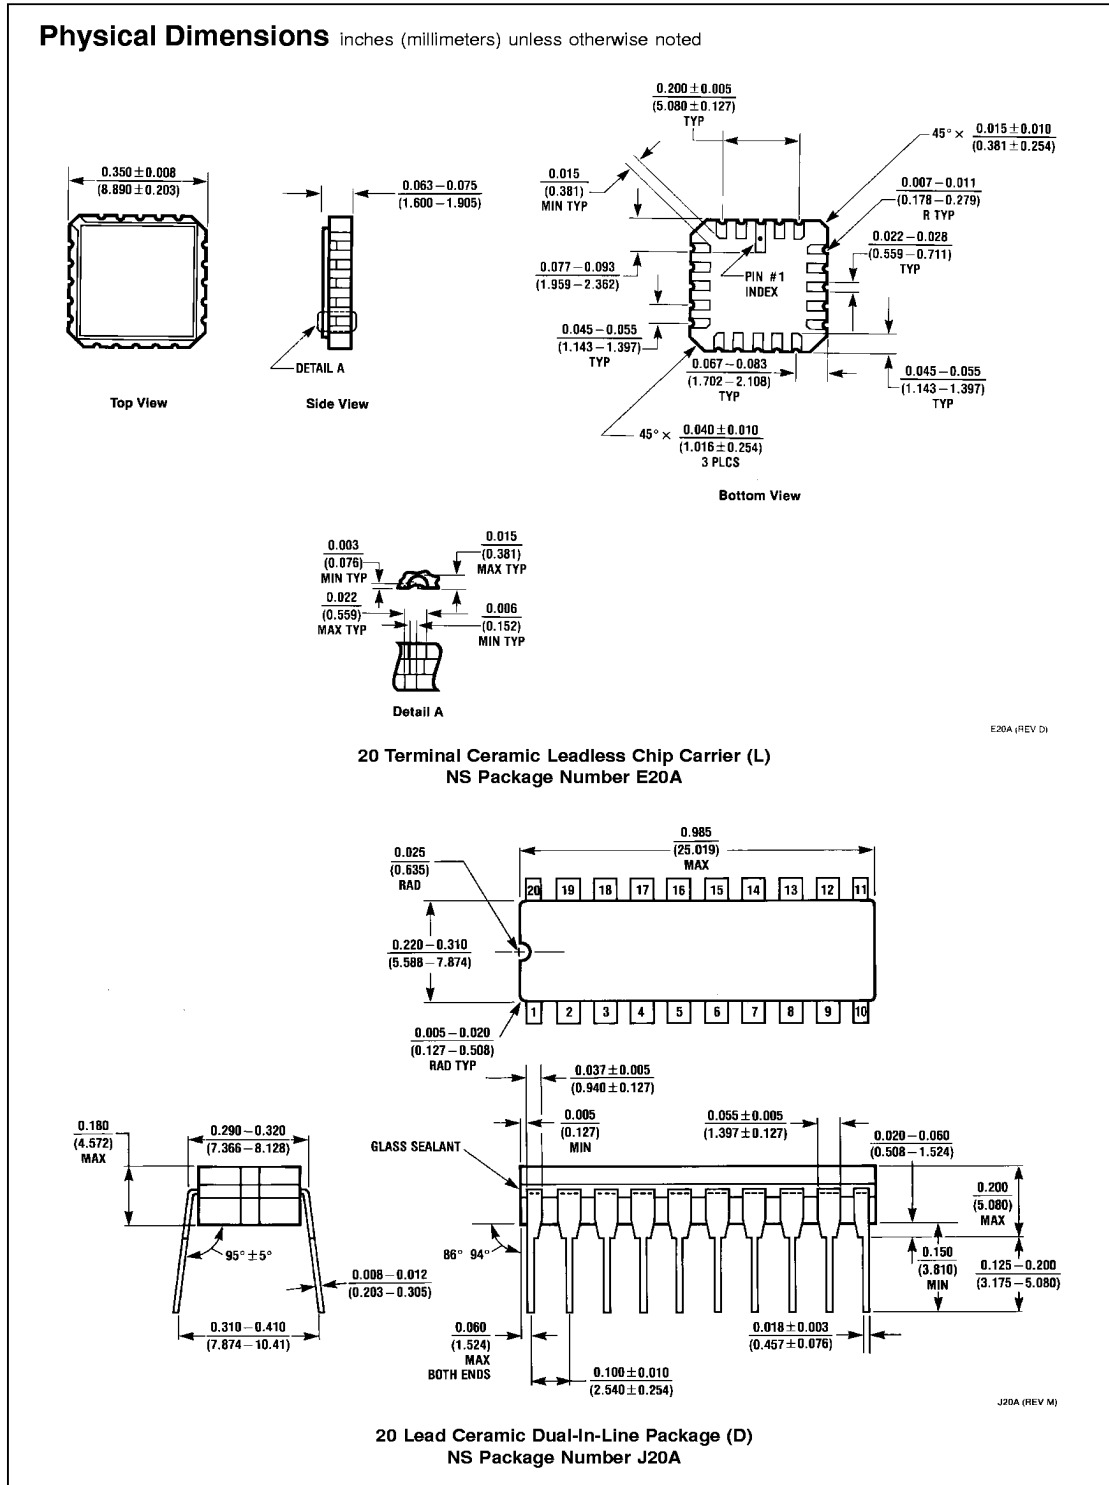 Physical Dimensions inches (millimeters) unless otherwise noted
0.350 ± 0.008
(8.890 ± 0.203)
Top View
0.063 – 0.075
(1.600 – 1.905)
DETAIL A
Side View
0.200 ± 0.005
(5.080 ± 0.127)
TYP
0.015
(0.381)
MIN TYP
45° × 0.015 ± 0.010
(0.381 ± 0.254)
0.007 – 0.011
(0.178 – 0.279)
R TYP
0.022 – 0.028
(0.559 – 0.711)
TYP
0.077 – 0.093
(1.959 – 2.362)
PIN #1
INDEX
0.045 – 0.055
(1.143 – 1.397)
TYP
0.067 – 0.083
(1.702 – 2.108)
TYP
0.045 – 0.055
(1.143 – 1.397)
TYP
45° × 0.040 ± 0.010
(1.016 ± 0.254)
3 PLCS
Bottom View
0.003
(0.076)
MIN TYP
0.015
(0.381)
MAX TYP
0.022
(0.559)
MAX TYP
0.006
(0.152)
MIN TYP
Detail A
E20A (REV D)
20 Terminal Ceramic Leadless Chip Carrier (L)
NS Package Number E20A
0.985
(25.019)
MAX
0.025
(0.635)
RAD
20 19 18 17 16 15 14 13 12 11
0.220 – 0.310
(5.588 – 7.874)
1 2 3 4 5 6 7 8 9 10
0.005 – 0.020
(0.127 – 0.508)
RAD TYP
0.037 ± 0.005
(0.940 ± 0.127)
0.005
(0.127)
MIN
0.055 ± 0.005
(1.397 ± 0.127)
0.020 – 0.060
(0.508 – 1.524)
GLASS SEALANT
0.180
(4.572)
MAX
0.290 – 0.320
(7.366 – 8.128)
0.200
(5.080)
MAX
95° ± 5°
86° 94°
0.150
(3.810)
MIN
0.125 – 0.200
(3.175 – 5.080)
0.008 – 0.012
(0.203 – 0.305)
0.310 – 0.410
(7.874 – 10.41)
0.060
(1.524)
MAX
BOTH ENDS
0.018 ± 0.003
(0.457 ± 0.076)
0.100 ± 0.010
(2.540 ± 0.254)
J20A (REV M)
20 Lead Ceramic Dual-In-Line Package (D)
NS Package Number J20A